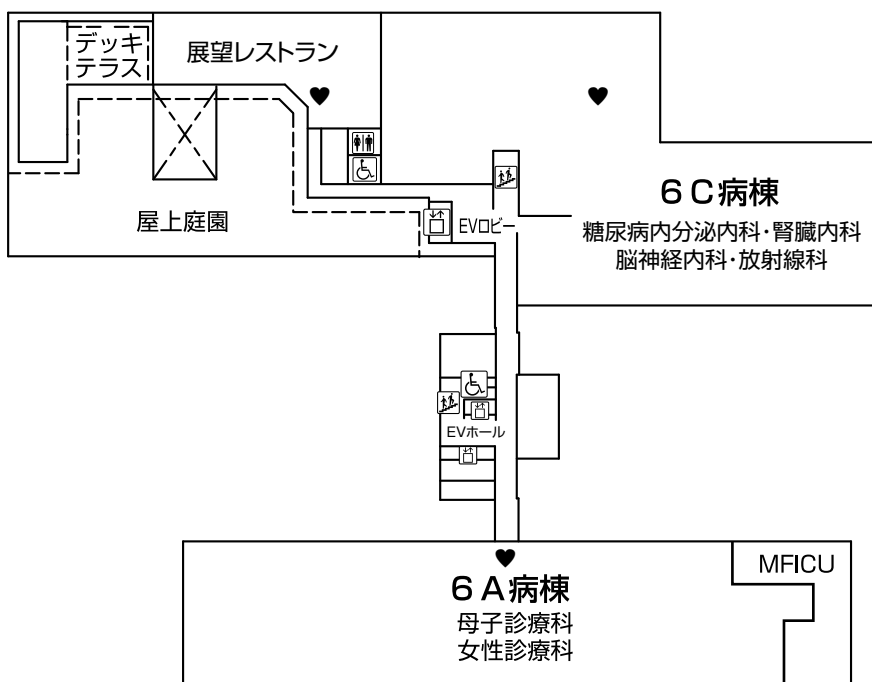 デッキ
テラス
展望レストラン
屋上庭園
EVロビー
6C病棟
糖尿病内分泌内科・腎臓内科
脳神経内科・放射線科
EVホール
6A病棟
母子診療科
女性診療科
MFICU